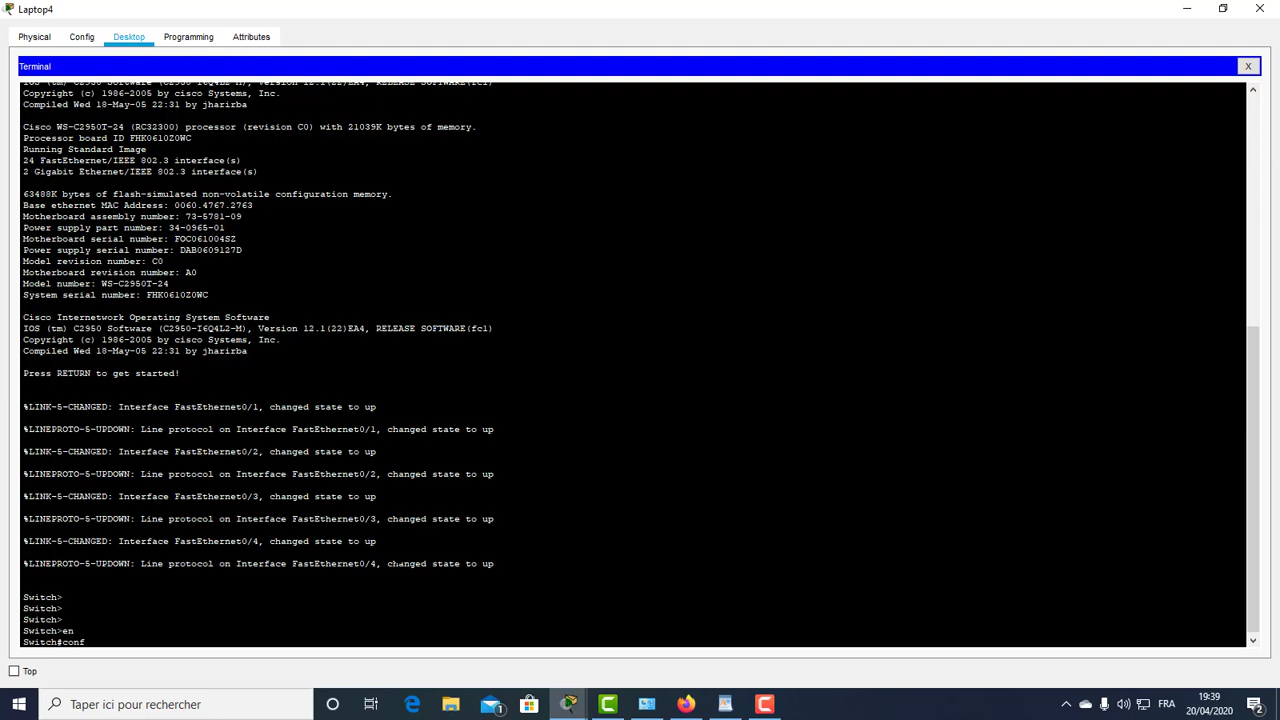 Laptop4
Physical Config Desktop Programming Attributes
Terminal X
IOS (tm) C2950 Software (C2950-I6Q4L2-M), Version 12.1(22)EA4, RELEASE SOFTWARE(fc1)
Copyright (c) 1986-2005 by cisco Systems, Inc.
Compiled Wed 18-May-05 22:31 by jharirba
Cisco WS-C2950T-24 (RC32300) processor (revision C0) with 21039K bytes of memory.
Processor board ID FHK0610Z0WC
Running Standard Image
24 FastEthernet/IEEE 802.3 interface(s)
2 Gigabit Ethernet/IEEE 802.3 interface(s)
63488K bytes of flash-simulated non-volatile configuration memory.
Base ethernet MAC Address: 0060.4767.2763
Motherboard assembly number: 73-5781-09
Power supply part number: 34-0965-01
Motherboard serial number: FOC061004SZ
Power supply serial number: DAB0609127D
Model revision number: C0
Motherboard revision number: A0
Model number: WS-C2950T-24
System serial number: FHK0610Z0WC
Cisco Internetwork Operating System Software
IOS (tm) C2950 Software (C2950-I6Q4L2-M), Version 12.1(22)EA4, RELEASE SOFTWARE(fc1)
Copyright (c) 1986-2005 by cisco Systems, Inc.
Compiled Wed 18-May-05 22:31 by jharirba
Press RETURN to get started!
%LINK-5-CHANGED: Interface FastEthernet0/1, changed state to up
%LINEPROTO-5-UPDOWN: Line protocol on Interface FastEthernet0/1, changed state to up
%LINK-5-CHANGED: Interface FastEthernet0/2, changed state to up
%LINEPROTO-5-UPDOWN: Line protocol on Interface FastEthernet0/2, changed state to up
%LINK-5-CHANGED: Interface FastEthernet0/3, changed state to up
%LINEPROTO-5-UPDOWN: Line protocol on Interface FastEthernet0/3, changed state to up
%LINK-5-CHANGED: Interface FastEthernet0/4, changed state to up
%LINEPROTO-5-UPDOWN: Line protocol on Interface FastEthernet0/4, changed state to up
Switch>
Switch>
Switch>
Switch>en
Switch#conf
Top
Taper ici pour rechercher
1
FRA
19:39
20/04/2020
2